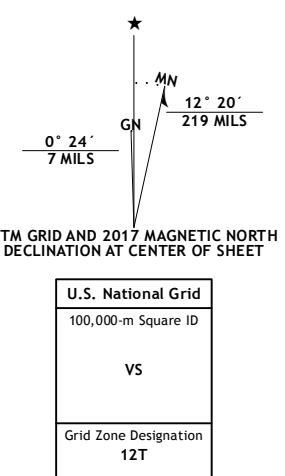 ★
MN
GN
12° 20´
219 MILS
0° 24´
7 MILS
TM GRID AND 2017 MAGNETIC NORTH
DECLINATION AT CENTER OF SHEET
U.S. National Grid
100,000-m Square ID
VS
Grid Zone Designation
12T